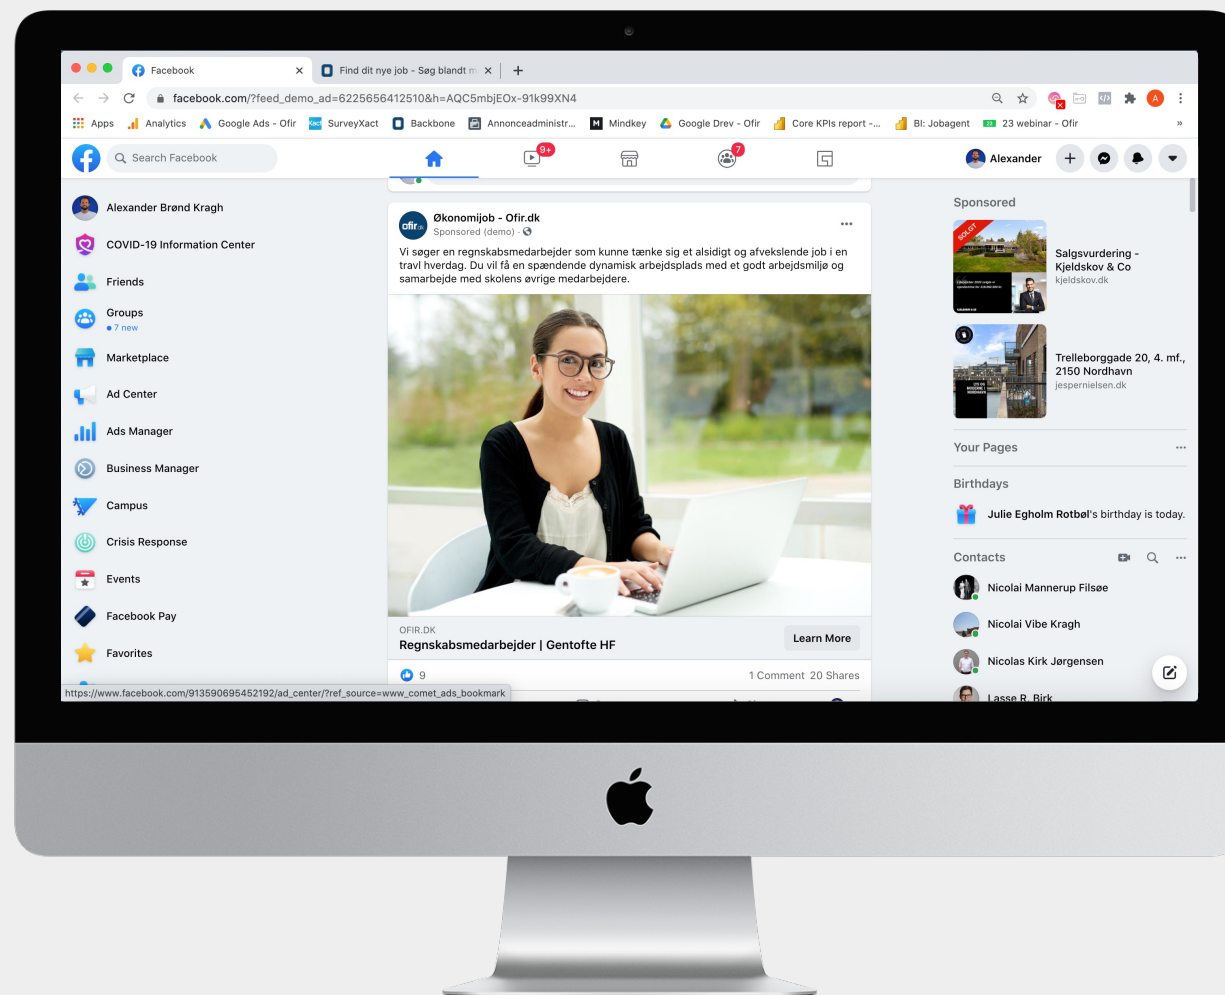 Facebook
Find dit nye job - Søg blandt m
facebook.com/?feed_demo_ad=6225656412510&h=AQC5mbjEOx-91k99XN4
A
Apps
Analytics
Google Ads - Ofir
SurveyXact
Backbone
Annonceadministr...
Mindkey
Google Drev - Ofir
Core KPIs report -...
BI: Jobagent
23 webinar - Ofir
Search Facebook
9+
7
Alexander
Alexander Brønd Kragh
COVID-19 Information Center
Friends
Groups
7 new
Marketplace
Ad Center
Ads Manager
Business Manager
Campus
Crisis Response
Events
Facebook Pay
Favorites
https://www.facebook.com/913590695452192/ad_center/?ref_source=www_comet_ads_bookmark
ofir.dk
Økonomijob - Ofir.dk
Sponsored (demo) ·
Vi søger en regnskabsmedarbejder som kunne tænke sig et alsidigt og afvekslende job i en
travl hverdag. Du vil få en spændende dynamisk arbejdsplads med et godt arbejdsmiljø og
samarbejde med skolens øvrige medarbejdere.
OFIR.DK
Regnskabsmedarbejder | Gentofte HF
Learn More
9
1 Comment 20 Shares
Sponsored
SOLGT
Salgsvurdering -
Kjeldskov & Co
kjeldskov.dk
LYS OG
MODERNE I
NORDHAVN
Trelleborggade 20, 4. mf.,
2150 Nordhavn
jespernielsen.dk
Your Pages
Birthdays
Julie Egholm Rotbøl's birthday is today.
Contacts
Nicolai Mannerup Filsøe
Nicolai Vibe Kragh
Nicolas Kirk Jørgensen
Lasse R. Birk